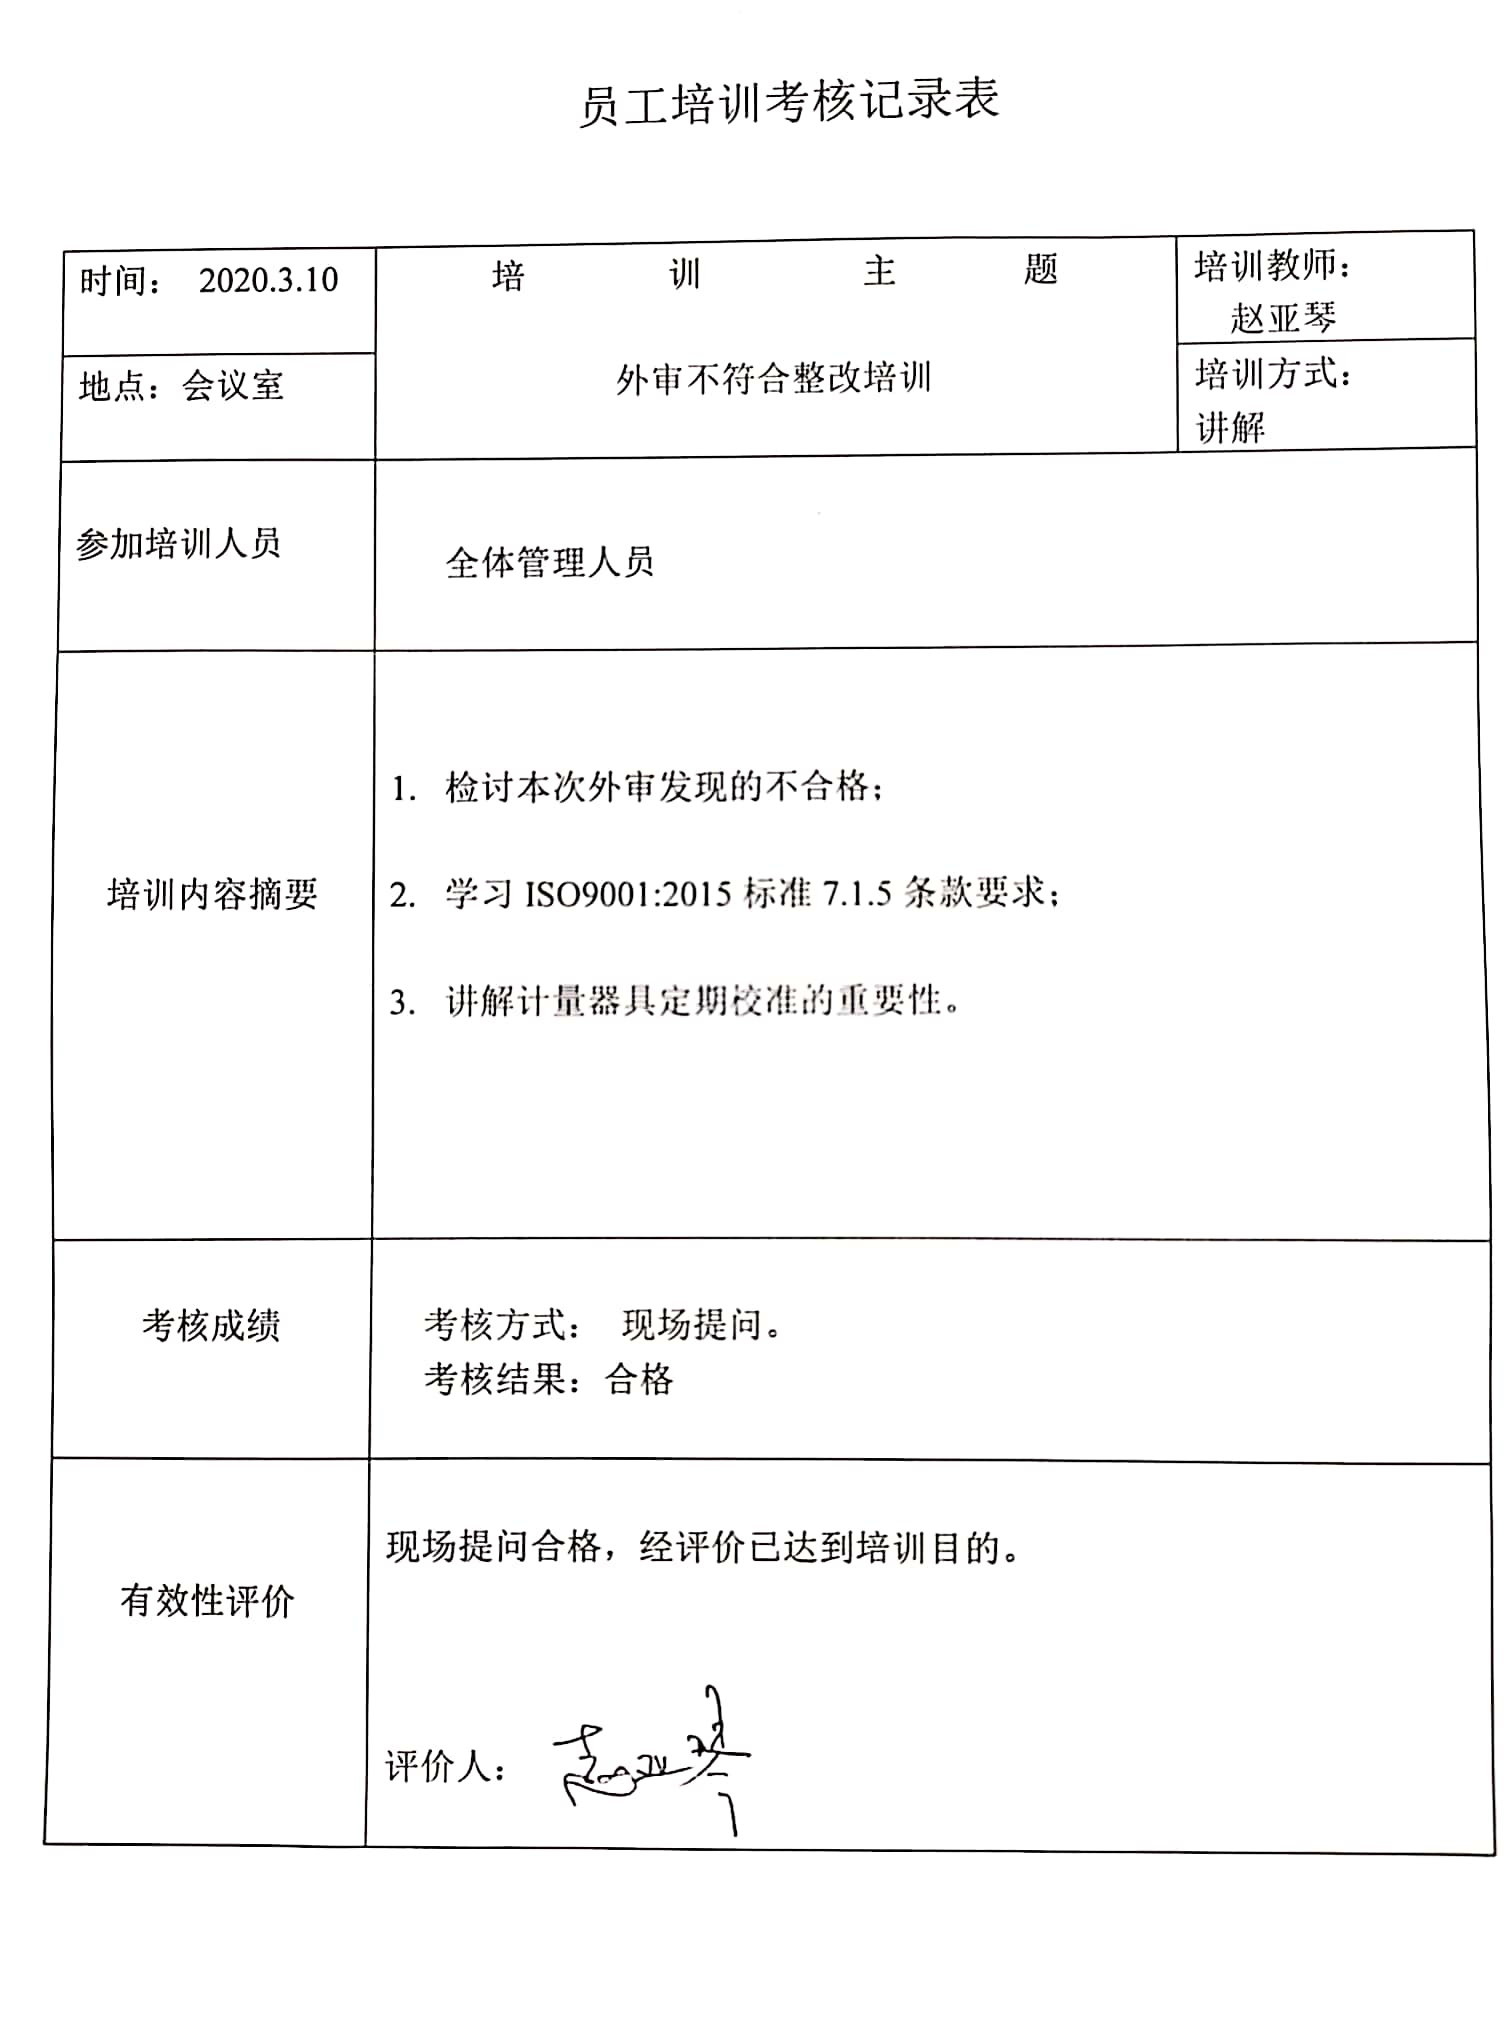 员工培训考核记录表
时间： 2020.3.10
培 训 主 题
培训教师：
赵亚琴
地点：会议室
外审不符合整改培训
培训方式：
讲解
参加培训人员
全体管理人员
培训内容摘要
1. 检讨本次外审发现的不合格；
2. 学习 ISO9001:2015 标准 7.1.5 条款要求；
3. 讲解计量器具定期校准的重要性。
考核成绩
考核方式： 现场提问。
考核结果：合格
有效性评价
现场提问合格，经评价已达到培训目的。
评价人： 赵亚琴